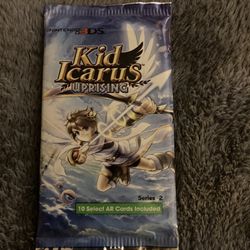 NINTENDO 3DS
Kid
Icarus
UPRISING
Series 2
10 Select AR Cards Included